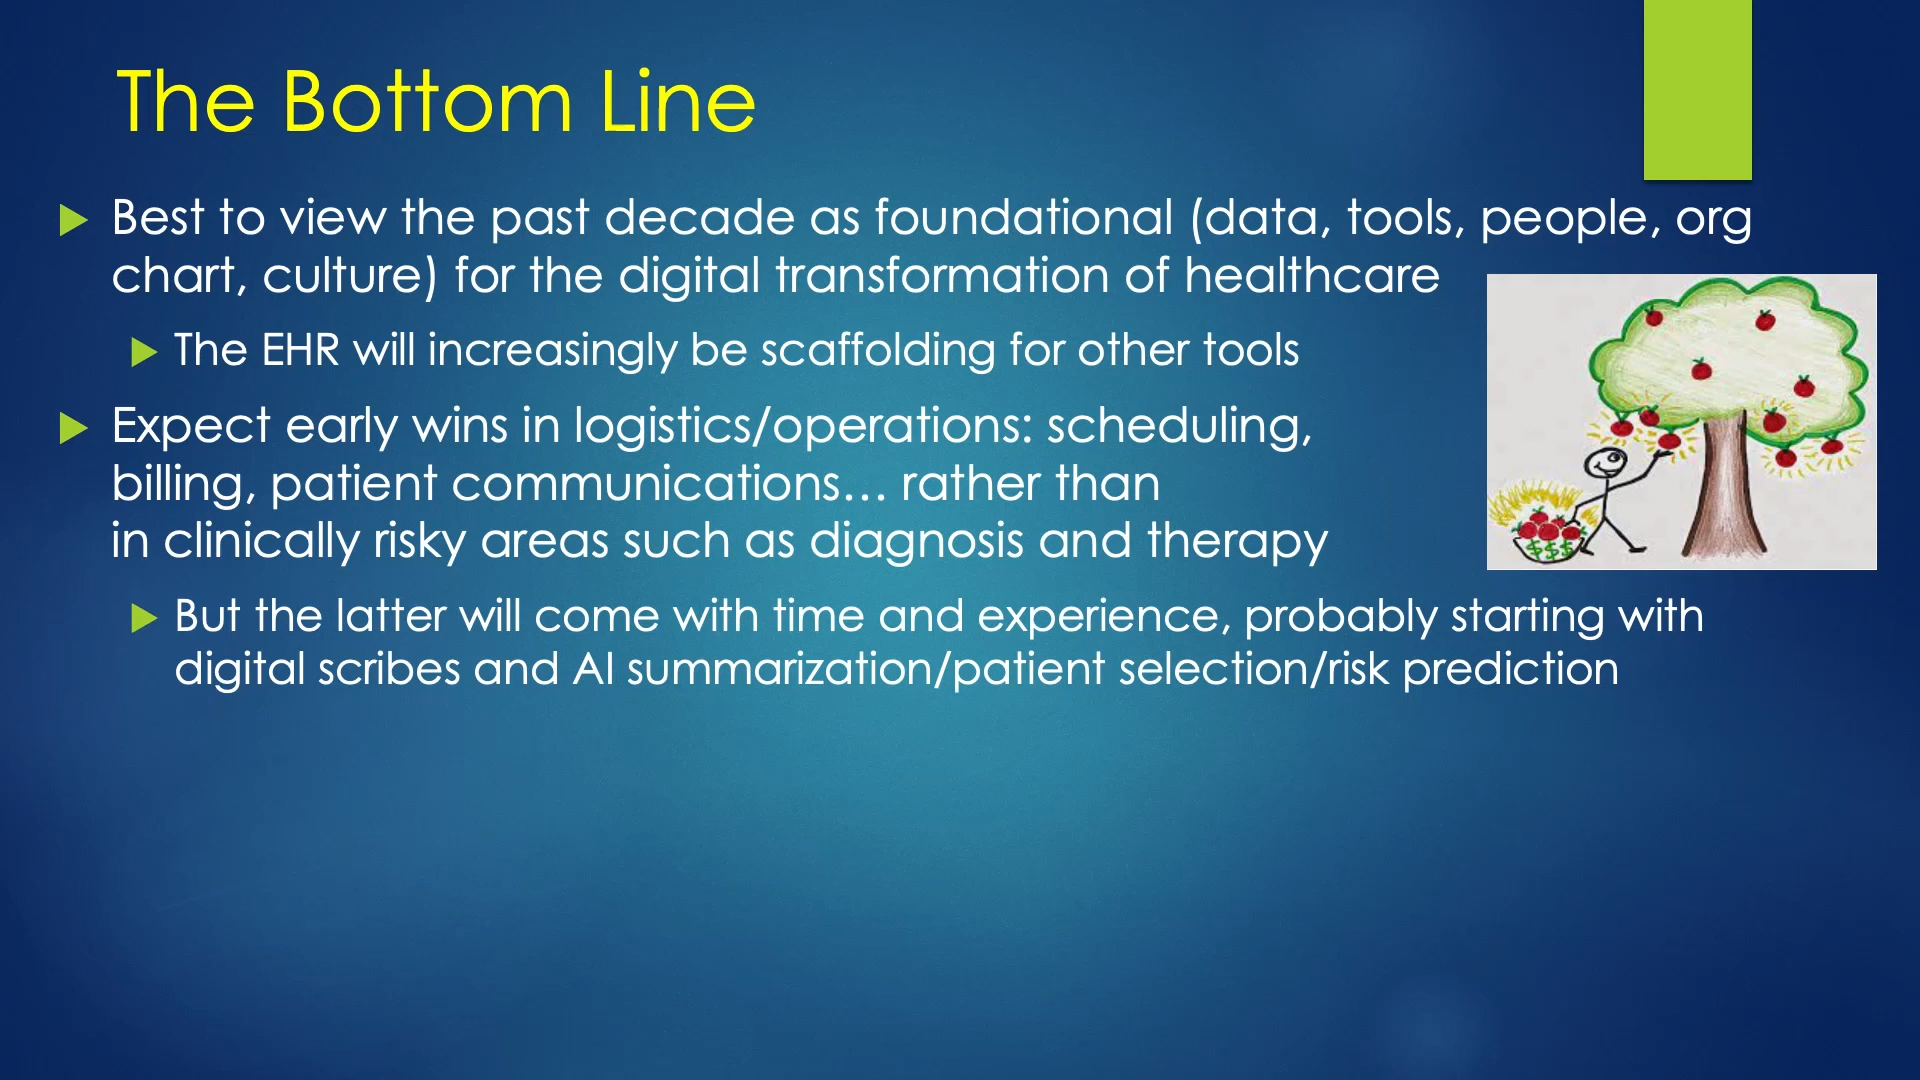 The Bottom Line
Best to view the past decade as foundational (data, tools, people, org
chart, culture) for the digital transformation of healthcare
The EHR will increasingly be scaffolding for other tools
Expect early wins in logistics/operations: scheduling,
billing, patient communications… rather than
in clinically risky areas such as diagnosis and therapy
$$$
But the latter will come with time and experience, probably starting with
digital scribes and AI summarization/patient selection/risk prediction